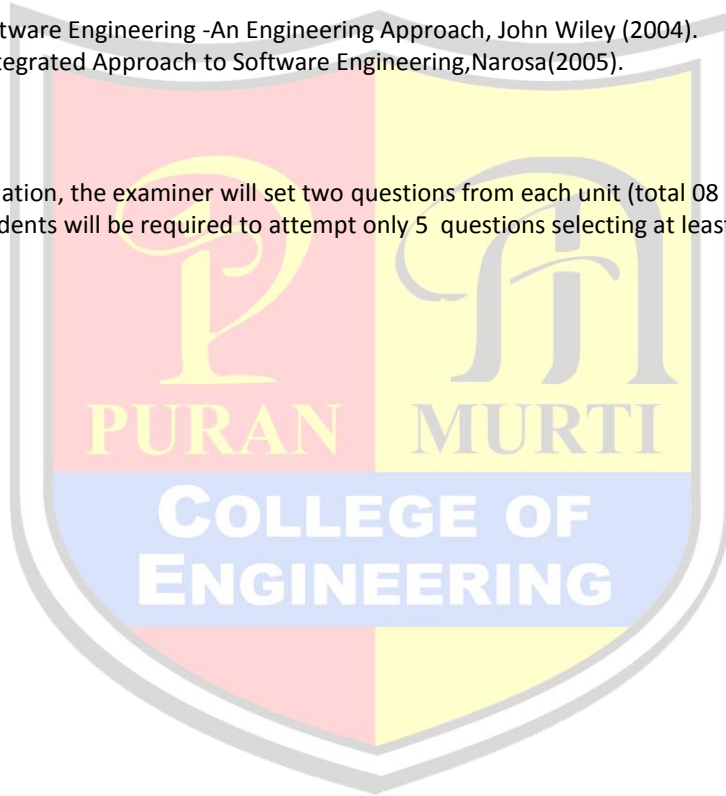 tware Engineering -An Engineering Approach, John Wiley (2004).
tegrated Approach to Software Engineering,Narosa(2005).
ation, the examiner will set two questions from each unit (total 08
dents will be required to attempt only 5 questions selecting at least
PURAN MURTI
COLLEGE OF
ENGINEERING